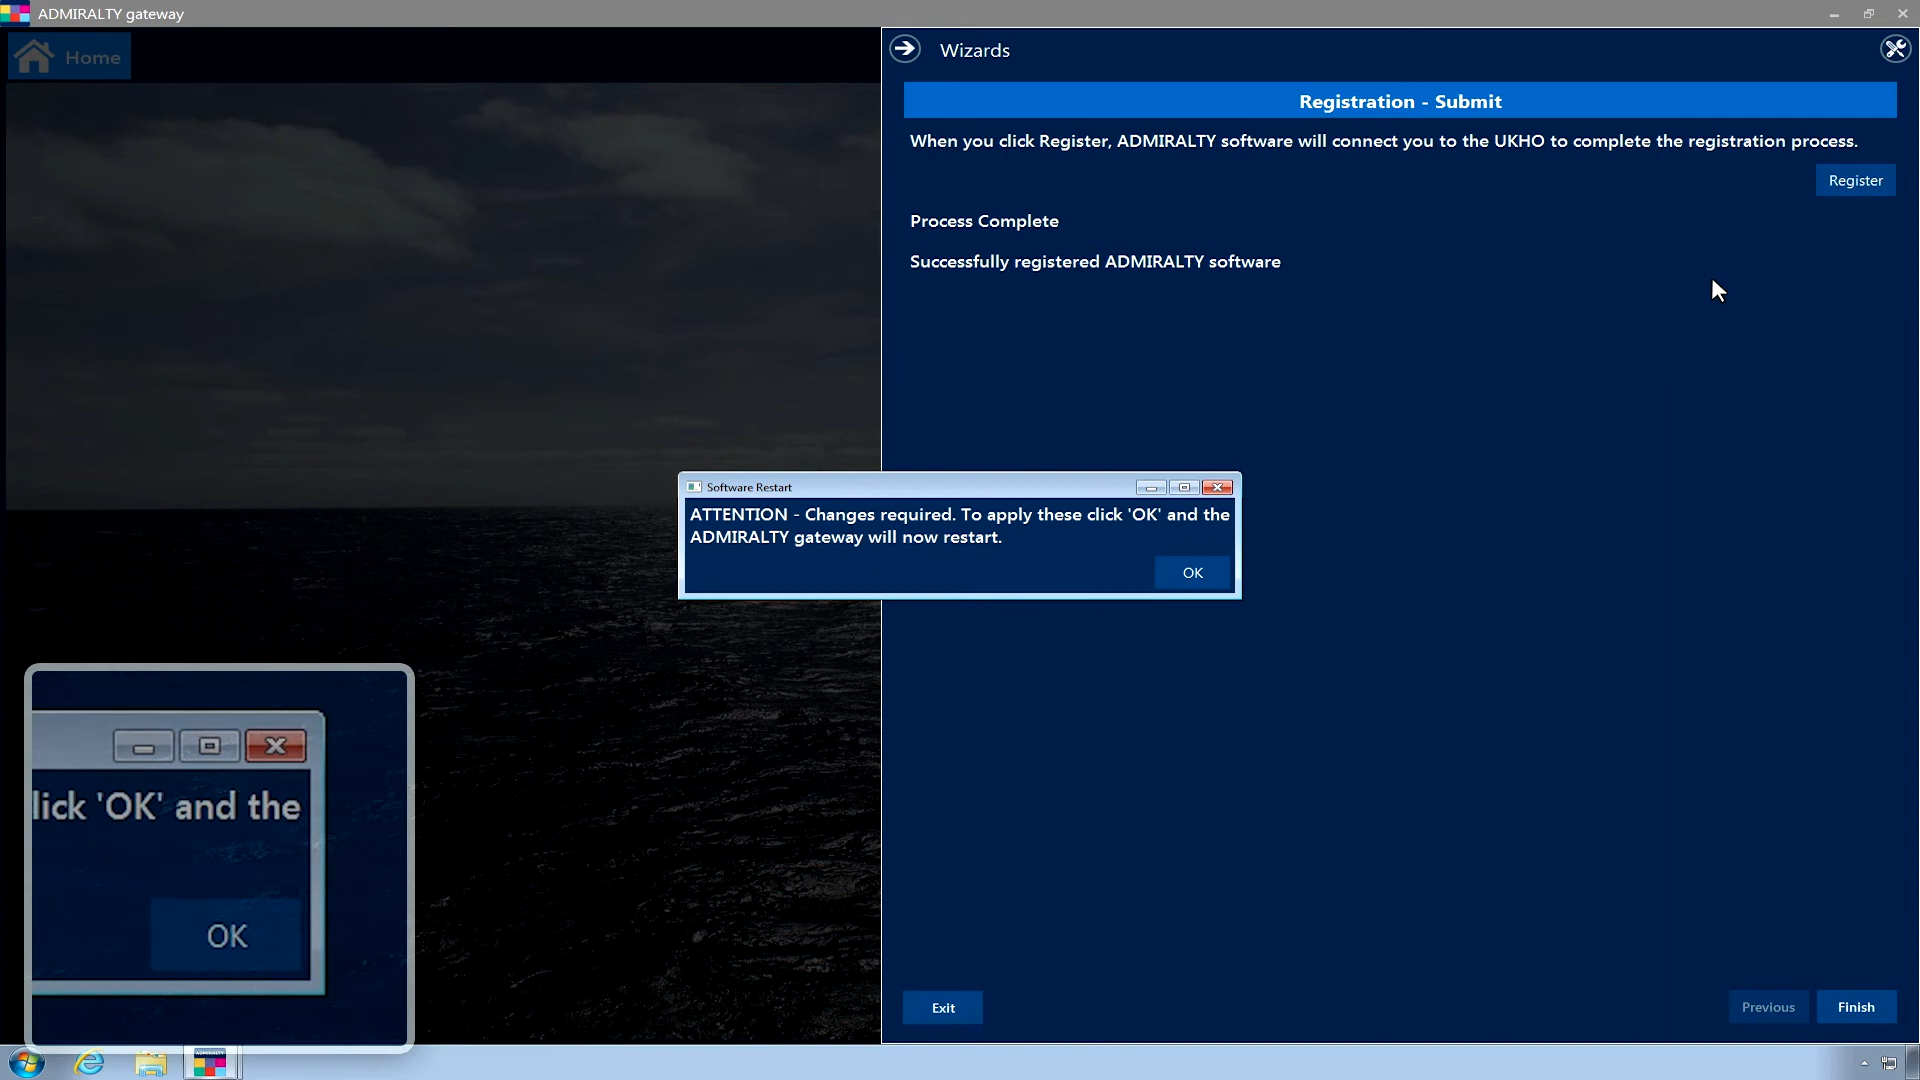 ADMIRALTY gateway
Home
Wizards
Registration - Submit
When you click Register, ADMIRALTY software will connect you to the UKHO to complete the registration process.
Register
Process Complete
Successfully registered ADMIRALTY software
Software Restart
ATTENTION - Changes required. To apply these click 'OK' and the
ADMIRALTY gateway will now restart.
OK
lick 'OK' and the
OK
Exit
Previous
Finish
ADMIRALTY